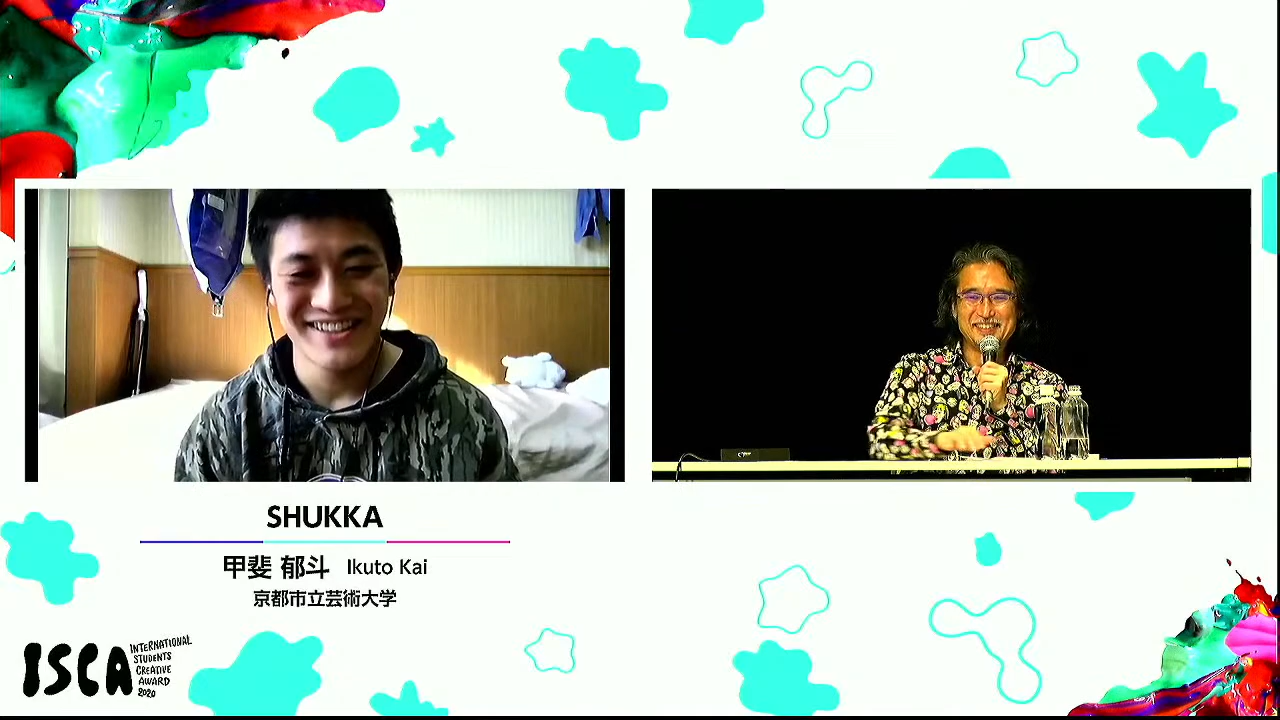 SHUKKA
甲斐 郁斗 Ikuto Kai
京都市立芸術大学
ISCA
INTERNATIONAL
STUDENTS
CREATIVE
AWARD
2020